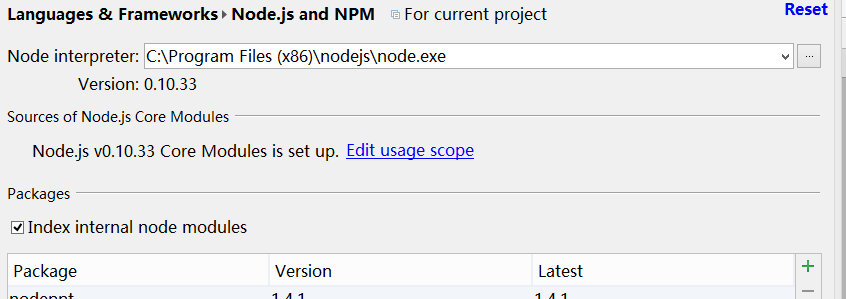 Languages & Frameworks › Node.js and NPM For current project Reset
Node interpreter: C:\Program Files (x86)\nodejs\node.exe ...
Version: 0.10.33
Sources of Node.js Core Modules
Node.js v0.10.33 Core Modules is set up. Edit usage scope
Packages
Index internal node modules
Package Version Latest
nodeppt 1.4.1 1.4.1